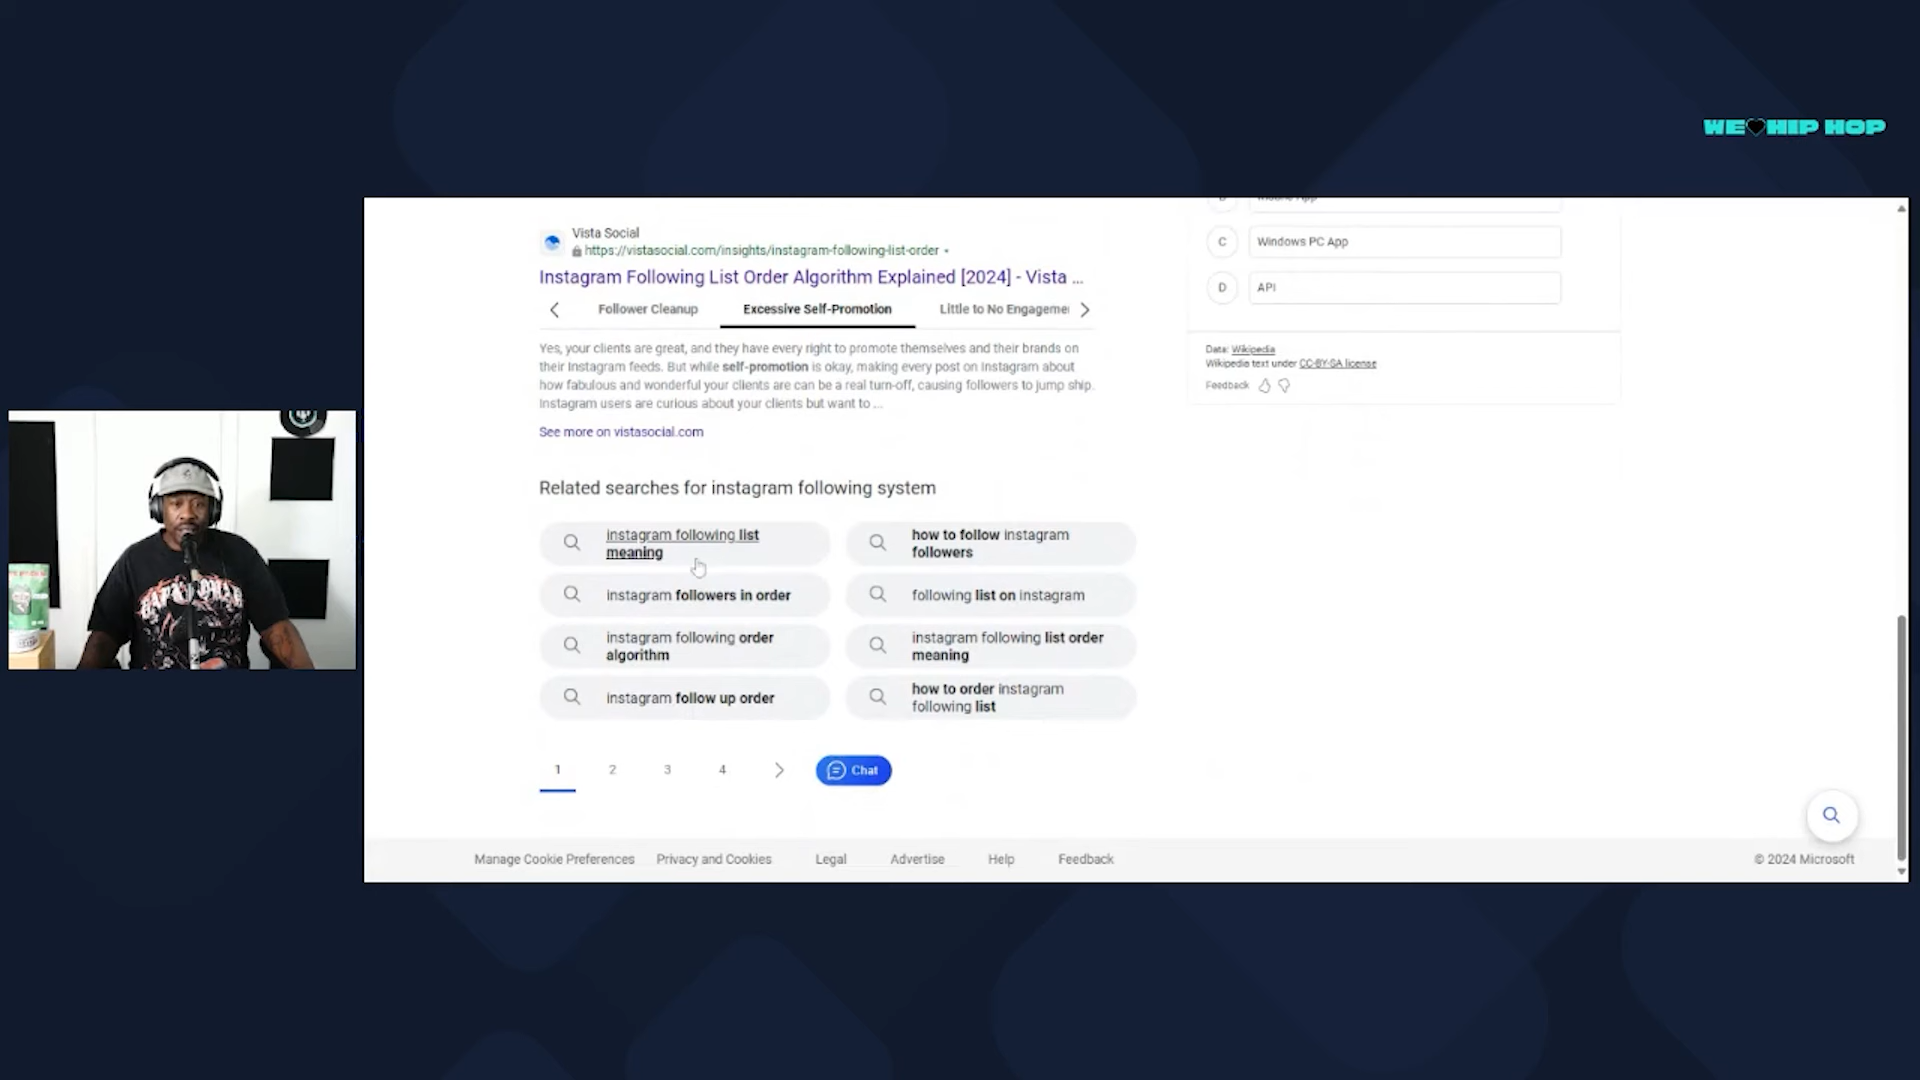 WE HIP HOP
Vista Social
https://vistasocial.com/insights/instagram-following-list-order
Instagram Following List Order Algorithm Explained [2024] - Vista ...
Follower Cleanup
Excessive Self-Promotion
Little to No Engageme
Yes, your clients are great, and they have every right to promote themselves and their brands on
their Instagram feeds. But while self-promotion is okay, making every post on Instagram about
how fabulous and wonderful your clients are can be a real turn-off, causing followers to jump ship.
Instagram users are curious about your clients but want to ...
See more on vistasocial.com
C
Windows PC App
D
API
Data: Wikipedia
Wikipedia text under CC-BY-SA license
Feedback
Related searches for instagram following system
instagram following list
meaning
how to follow instagram
followers
instagram followers in order
following list on instagram
instagram following order
algorithm
instagram following list order
meaning
instagram follow up order
how to order instagram
following list
1
2
3
4
Chat
Manage Cookie Preferences
Privacy and Cookies
Legal
Advertise
Help
Feedback
© 2024 Microsoft